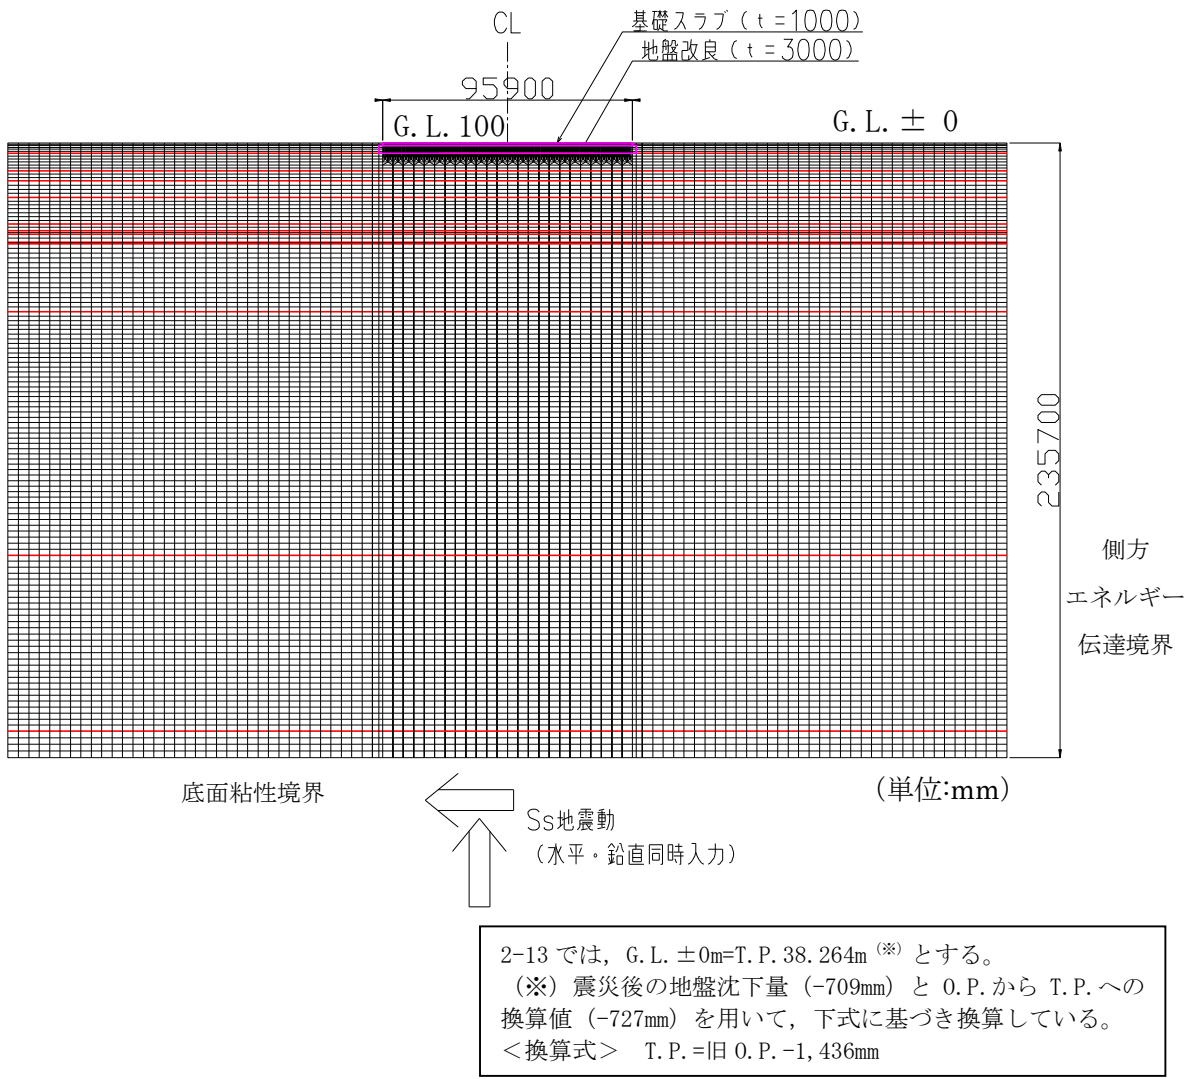 CL
基礎スラブ(t=1000)
地盤改良(t=3000)
95900
G.L.100
G.L.± 0
235700
側方
エネルギー
伝達境界
底面粘性境界
(単位:mm)
Ss地震動
(水平・鉛直同時入力)
2-13 では，G.L.±0m=T.P.38.264m (※) とする。
（※）震災後の地盤沈下量（-709mm）と O.P.から T.P.への
換算値（-727mm）を用いて，下式に基づき換算している。
＜換算式＞　T.P.=旧 O.P.-1,436mm